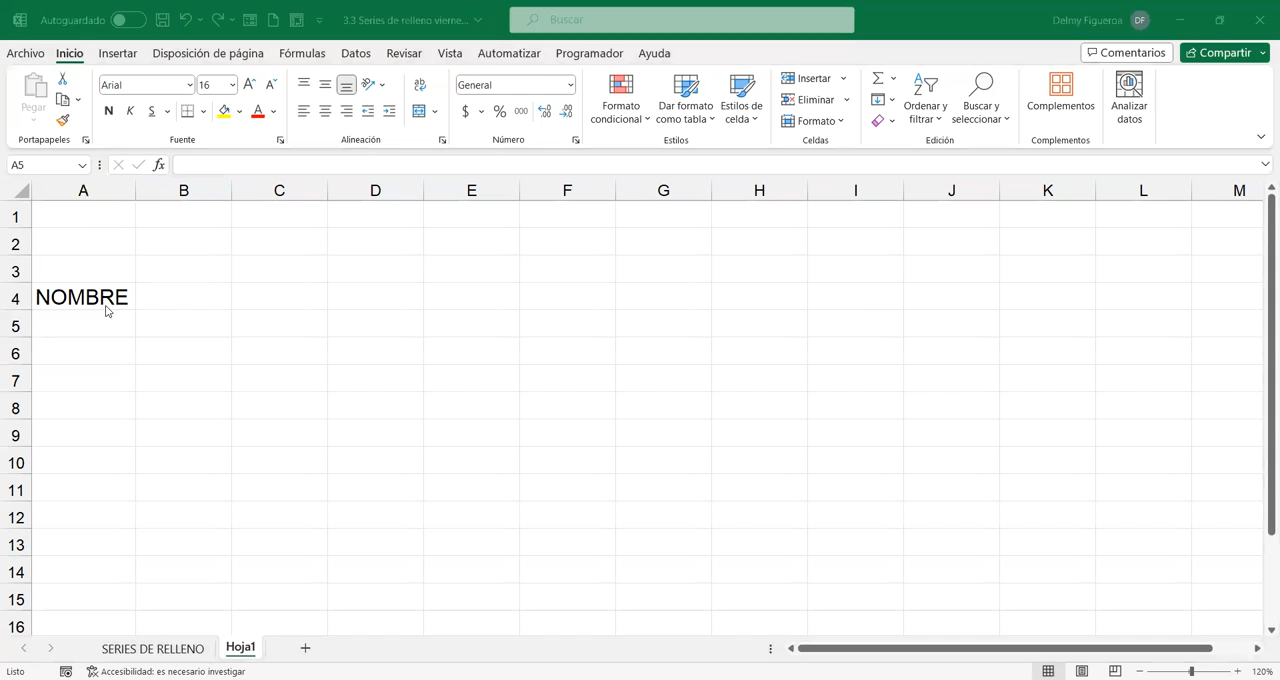 Autoguardado
3.3 Series de relleno vierne...
Buscar
Delmy Figueroa
DF
Archivo Inicio Insertar Disposición de página Fórmulas Datos Revisar Vista Automatizar Programador Ayuda
Comentarios
Compartir
Pegar
Portapapeles
Arial
16
N K S
Fuente
ab
Alineación
General
$ % 000
Número
Formato condicional
Dar formato como tabla
Estilos de celda
Estilos
Insertar
Eliminar
Formato
Celdas
Ordenar y filtrar
Buscar y seleccionar
Edición
Complementos
Complementos
Analizar datos
A5
fx
A B C D E F G H I J K L M
1
2
3
4 NOMBRE
5
6
7
8
9
10
11
12
13
14
15
16
SERIES DE RELLENO
Hoja1
Listo
Accesibilidad: es necesario investigar
120%